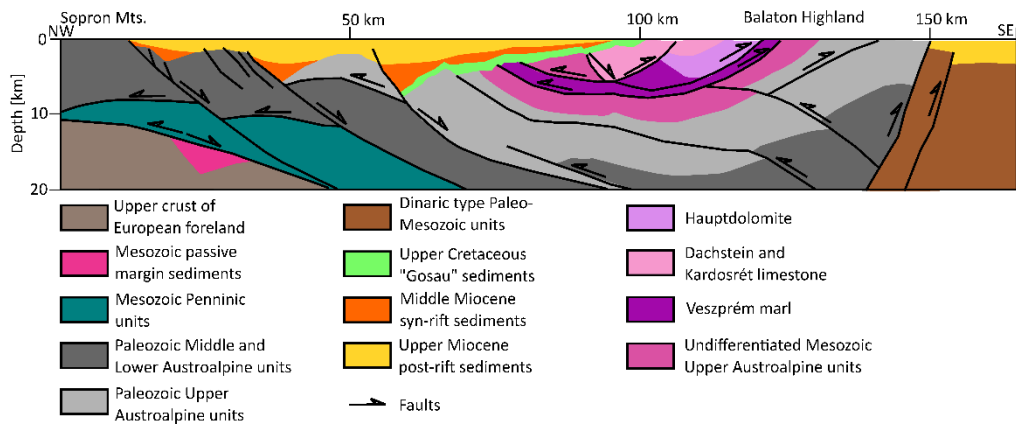 Sopron Mts.
50 km
100 km
Balaton Highland
150 km
NW
SE
0
10
20
Depth [km]
Upper crust of
European foreland
Mesozoic passive
margin sediments
Mesozoic Penninic
units
Paleozoic Middle and
Lower Austroalpine units
Paleozoic Upper
Austroalpine units
Dinaric type Paleo-
Mesozoic units
Upper Cretaceous
"Gosau" sediments
Middle Miocene
syn-rift sediments
Upper Miocene
post-rift sediments
Faults
Hauptdolomite
Dachstein and
Kardosrét limestone
Veszprém marl
Undifferentiated Mesozoic
Upper Austroalpine units